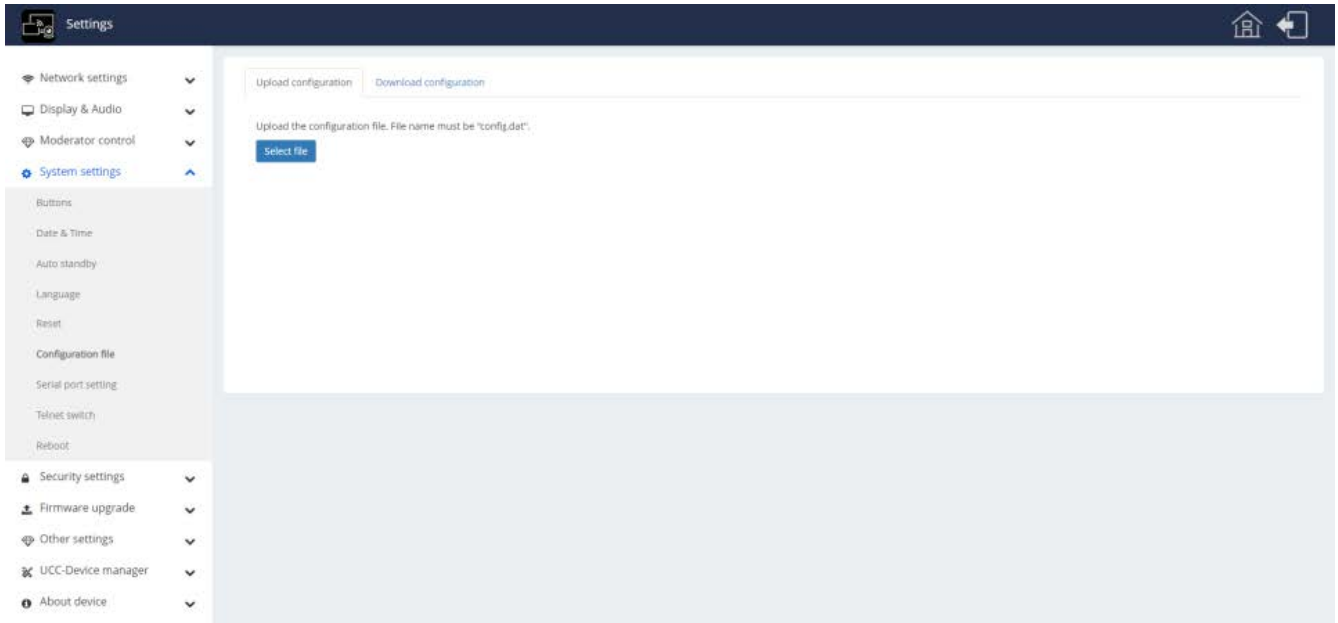 Settings
Network settings
Display & Audio
Moderator control
System settings
Buttons
Date & Time
Auto standby
Language
Reset
Configuration file
Serial port setting
Telnet switch
Reboot
Security settings
Firmware upgrade
Other settings
UCC-Device manager
About device
Upload configuration Download configuration
Upload the configuration file. File name must be "config.dat".
Select file